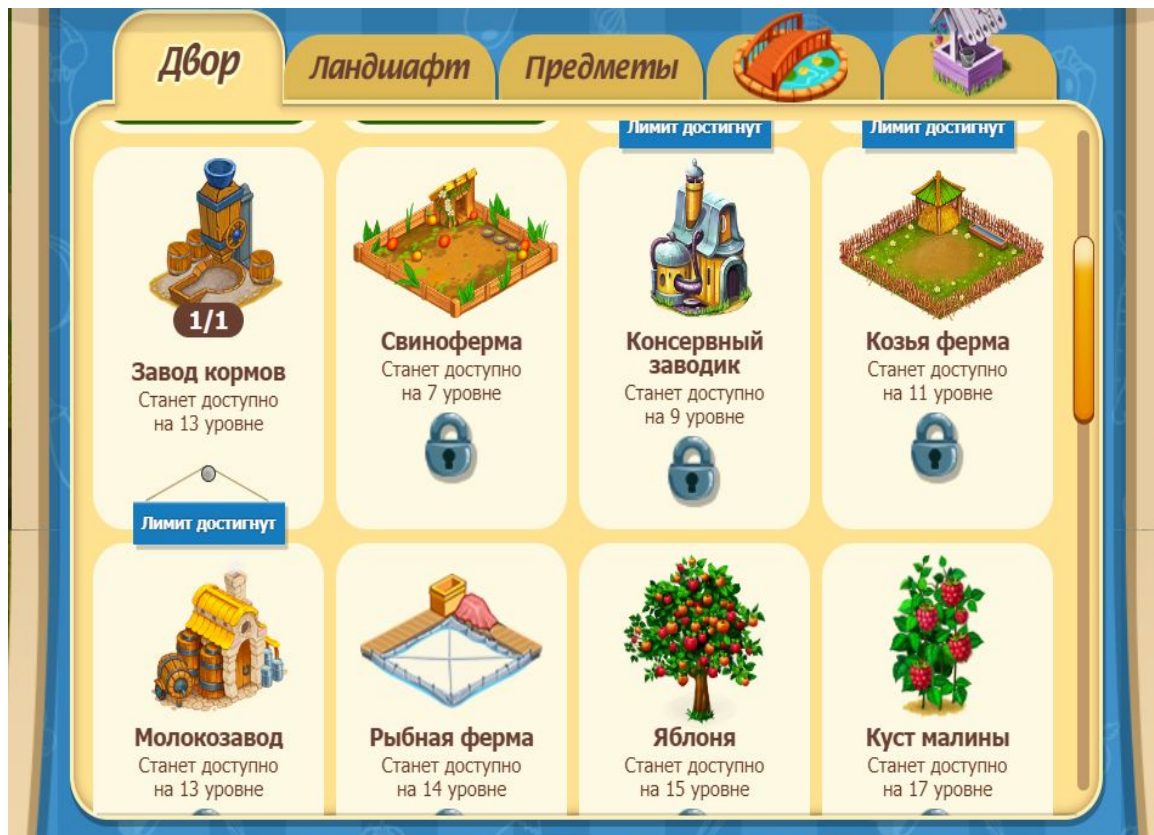 Двор
Ландшафт
Предметы
Лимит достигнут
Лимит достигнут
1/1
Завод кормов
Станет доступно
на 13 уровне
Лимит достигнут
Свиноферма
Станет доступно
на 7 уровне
Консервный
заводик
Станет доступно
на 9 уровне
Козья ферма
Станет доступно
на 11 уровне
Молокозавод
Станет доступно
на 13 уровне
Рыбная ферма
Станет доступно
на 14 уровне
Яблоня
Станет доступно
на 15 уровне
Куст малины
Станет доступно
на 17 уровне